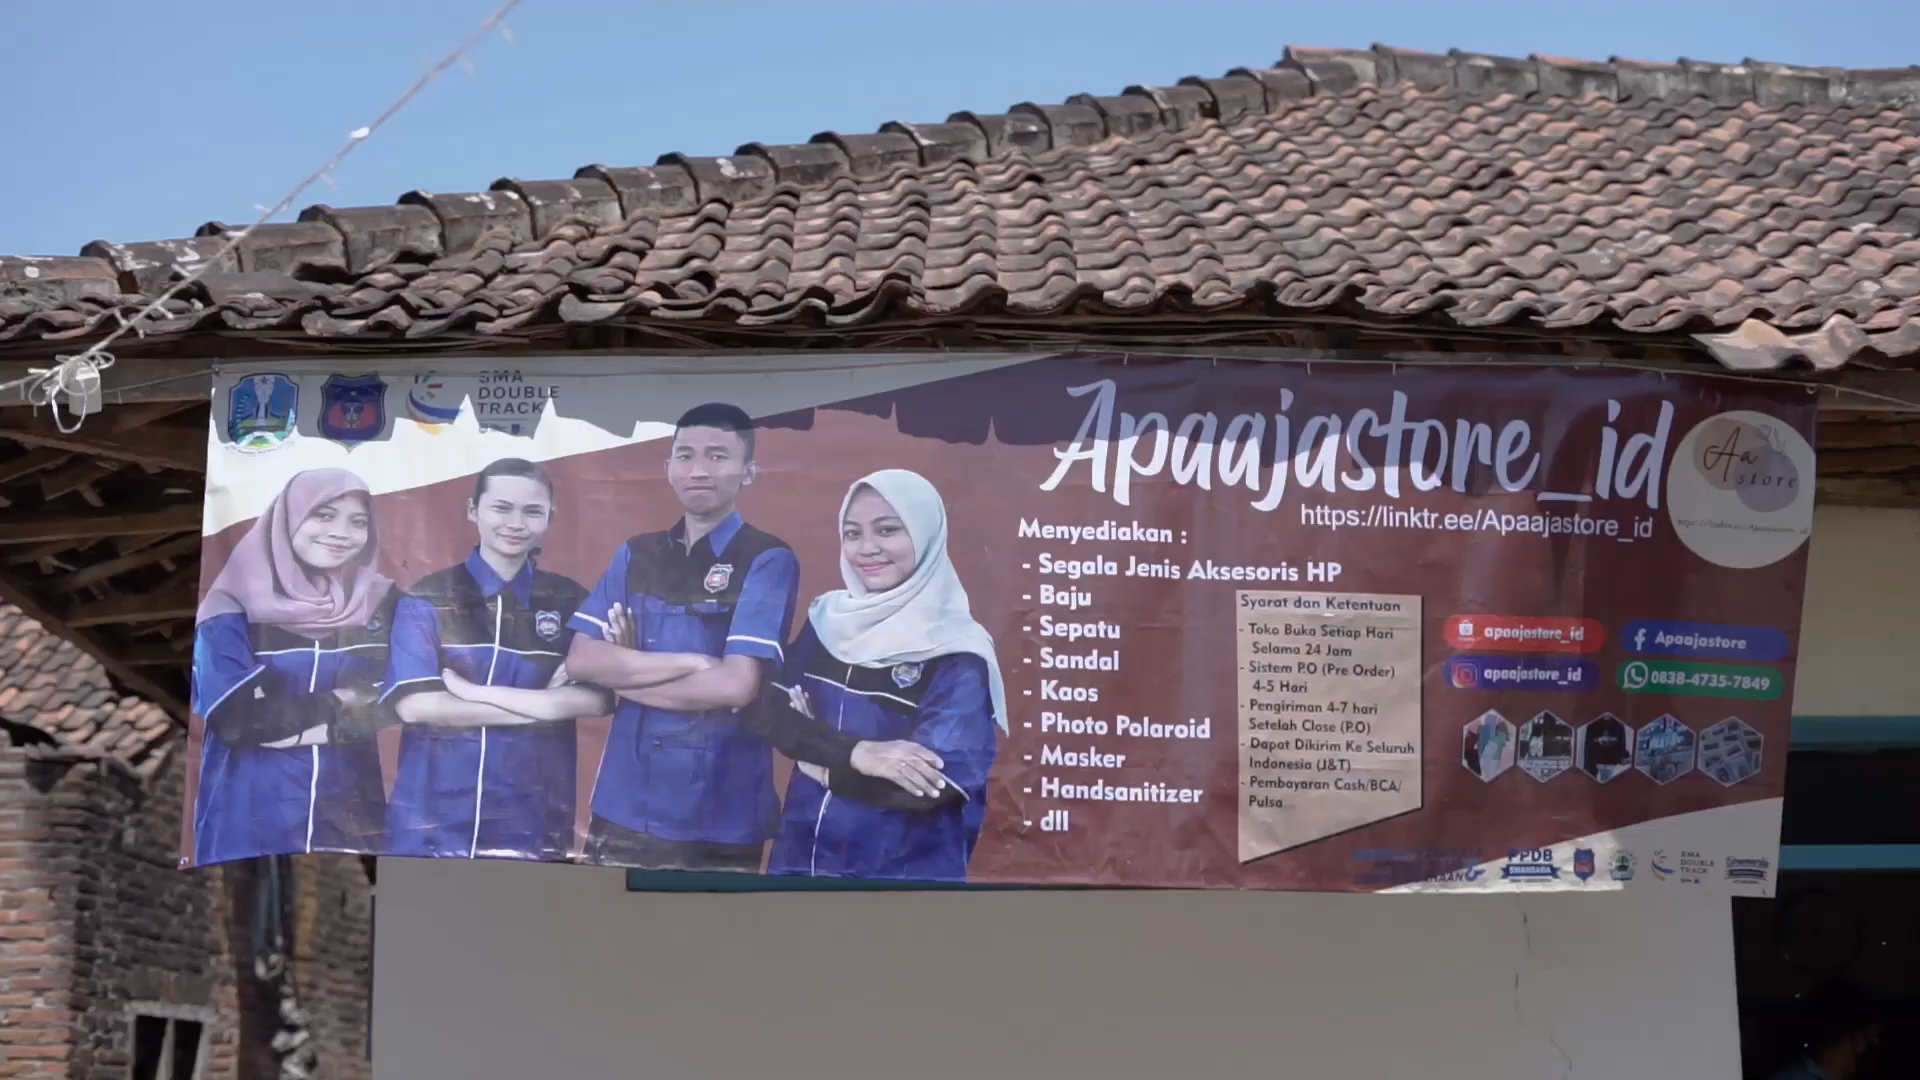 SMA
DOUBLE
TRACK
Apaajastore_id
https://linktr.ee/Apaajastore_id
Aa
store
Menyediakan :
- Segala Jenis Aksesoris HP
- Baju
- Sepatu
- Sandal
- Kaos
- Photo Polaroid
- Masker
- Handsanitizer
- dll
Syarat dan Ketentuan
- Toko Buka Setiap Hari
Selama 24 Jam
- Sistem P.O (Pre Order)
4-5 Hari
- Pengiriman 4-7 hari
Setelah Close (P.O)
- Dapat Dikirim Ke Seluruh
Indonesia (J&T)
- Pembayaran Cash/BCA/
Pulsa
apaajastore_id
Apaajastore
apaajastore_id
0838-4735-7849
PPDB
SMA
DOUBLE
TRACK